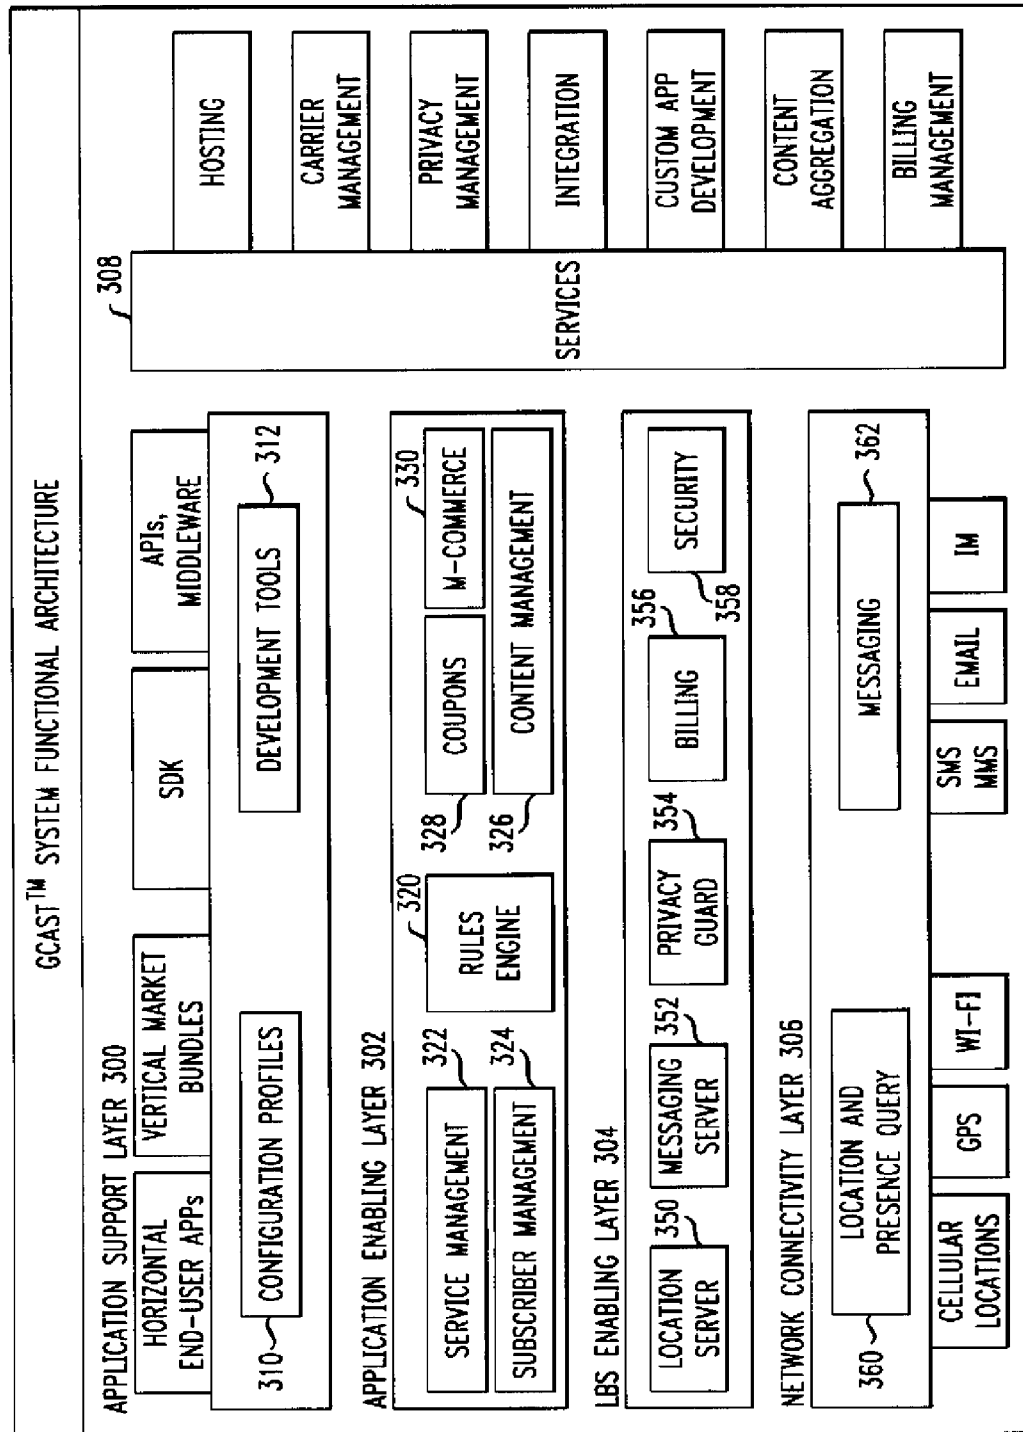 GCAST™ SYSTEM FUNCTIONAL ARCHITECTURE
APPLICATION SUPPORT LAYER 300
HORIZONTAL
END-USER APPs
VERTICAL MARKET
BUNDLES
SDK
APIs,
MIDDLEWARE
310
CONFIGURATION PROFILES
DEVELOPMENT TOOLS
312
APPLICATION ENABLING LAYER 302
SERVICE MANAGEMENT
322
SUBSCRIBER MANAGEMENT
324
320
RULES
ENGINE
328
COUPONS
330
M-COMMERCE
326
CONTENT MANAGEMENT
LBS ENABLING LAYER 304
LOCATION
SERVER
350
MESSAGING
SERVER
352
PRIVACY
GUARD
354
BILLING
356
SECURITY
358
NETWORK CONNECTIVITY LAYER 306
360
LOCATION AND
PRESENCE QUERY
MESSAGING
362
CELLULAR
LOCATIONS
GPS
WI-FI
SMS
MMS
EMAIL
IM
308
SERVICES
HOSTING
CARRIER
MANAGEMENT
PRIVACY
MANAGEMENT
INTEGRATION
CUSTOM APP
DEVELOPMENT
CONTENT
AGGREGATION
BILLING
MANAGEMENT